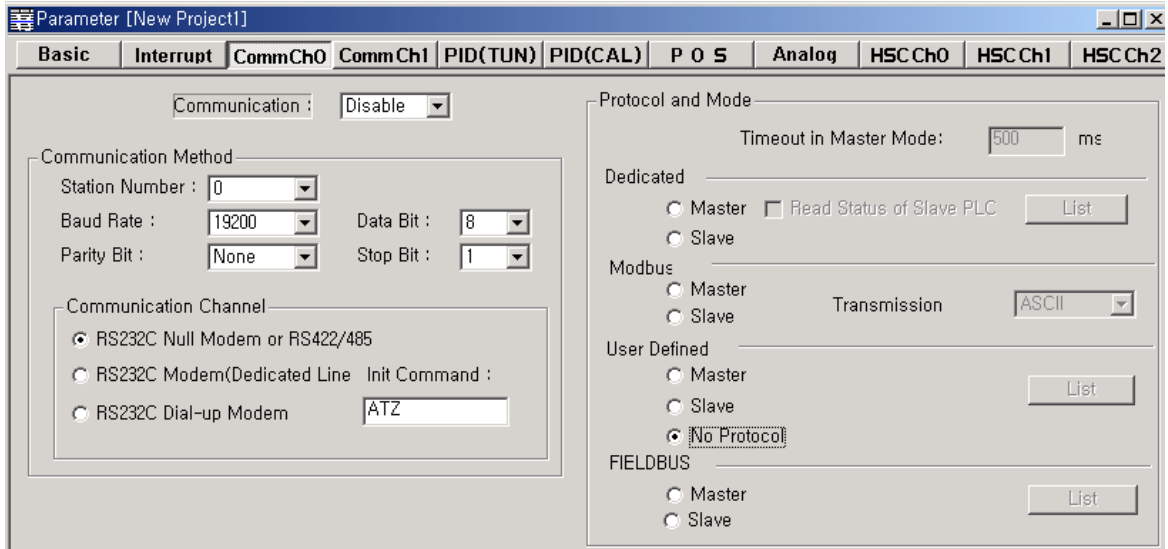 Parameter [New Project1]
Basic Interrupt CommCh0 CommCh1 PID(TUN) PID(CAL) P O S Analog HSCCh0 HSCCh1 HSCCh2
Communication : Disable
Communication Method
Station Number : 0
Baud Rate : 19200 Data Bit : 8
Parity Bit : None Stop Bit : 1
Communication Channel
RS232C Null Modem or RS422/485
RS232C Modem(Dedicated Line Init Command :
RS232C Dial-up Modem ATZ
Protocol and Mode
Timeout in Master Mode: 500 ms
Dedicated
Master Read Status of Slave PLC List
Slave
Modbus
Master
Slave
Transmission ASCII
User Defined
Master
Slave
List
No Protocol
FIELDBUS
Master
Slave
List